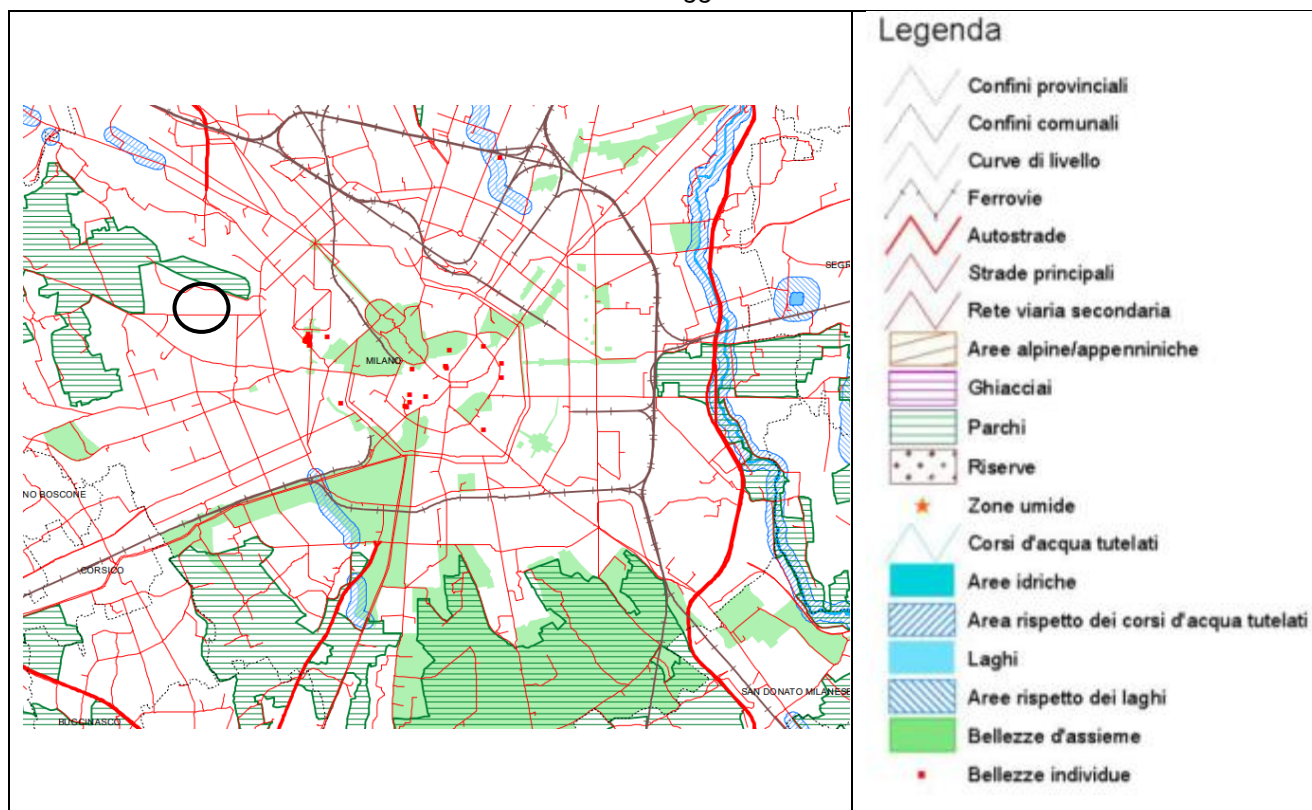 MILANO
SEGR
NO BOSCONE
CORSICO
BUCCINASCO
SAN DONATO MILANESE
Legenda
Confini provinciali
Confini comunali
Curve di livello
Ferrovie
Autostrade
Strade principali
Rete viaria secondaria
Aree alpine/appenniniche
Ghiacciai
Parchi
Riserve
Zone umide
Corsi d'acqua tutelati
Aree idriche
Area rispetto dei corsi d'acqua tutelati
Laghi
Aree rispetto dei laghi
Bellezze d'assieme
Bellezze individue